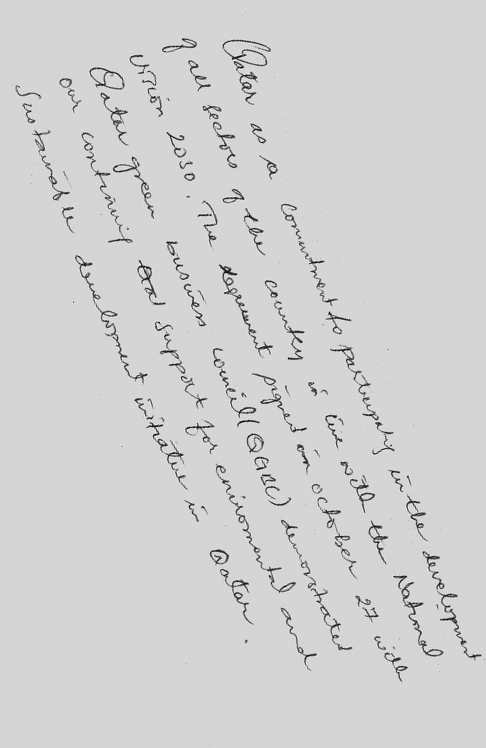 Qatar as a commitment to participating in the development
of all sectors of the country in line with the National
vision 2030. The agreement signed on october 27 with
Qatar green business council (QGBC) demonstrated
our continuing support for enviromental and
Sustainable development initiative in Qatar.